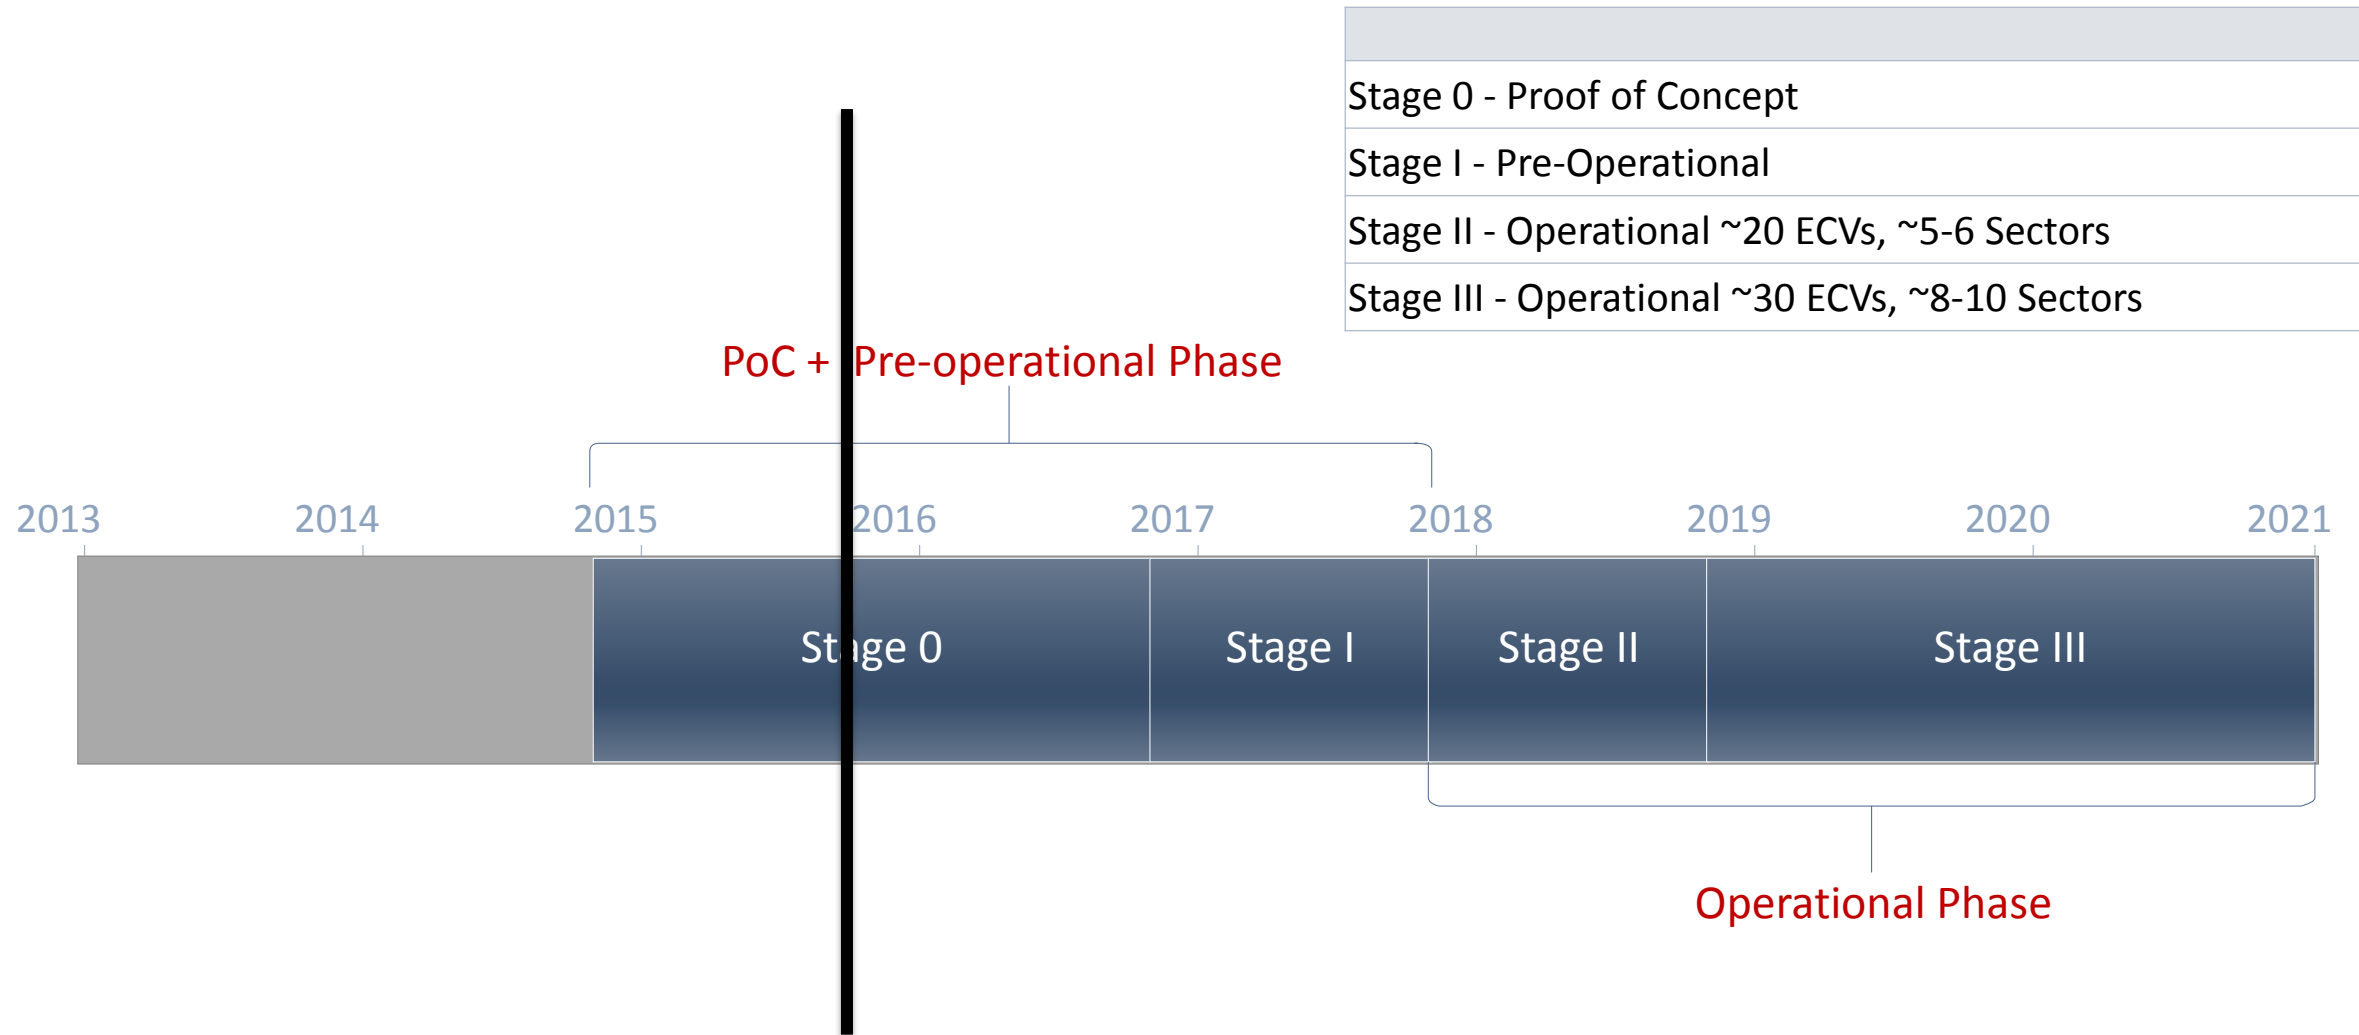 Stage 0 - Proof of Concept
Stage I - Pre-Operational
Stage II - Operational ~20 ECVs, ~5-6 Sectors
Stage III - Operational ~30 ECVs, ~8-10 Sectors
PoC + Pre-operational Phase
2013 2014 2015 2016 2017 2018 2019 2020 2021
Stage 0 Stage I Stage II Stage III
Operational Phase